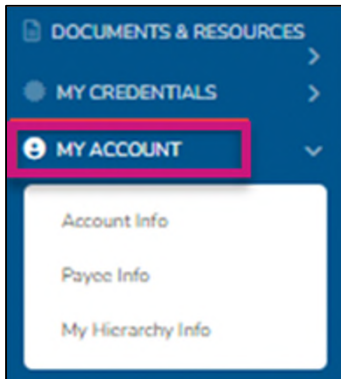 DOCUMENTS & RESOURCES
MY CREDENTIALS
MY ACCOUNT
Account Info
Payee Info
My Hierarchy Info